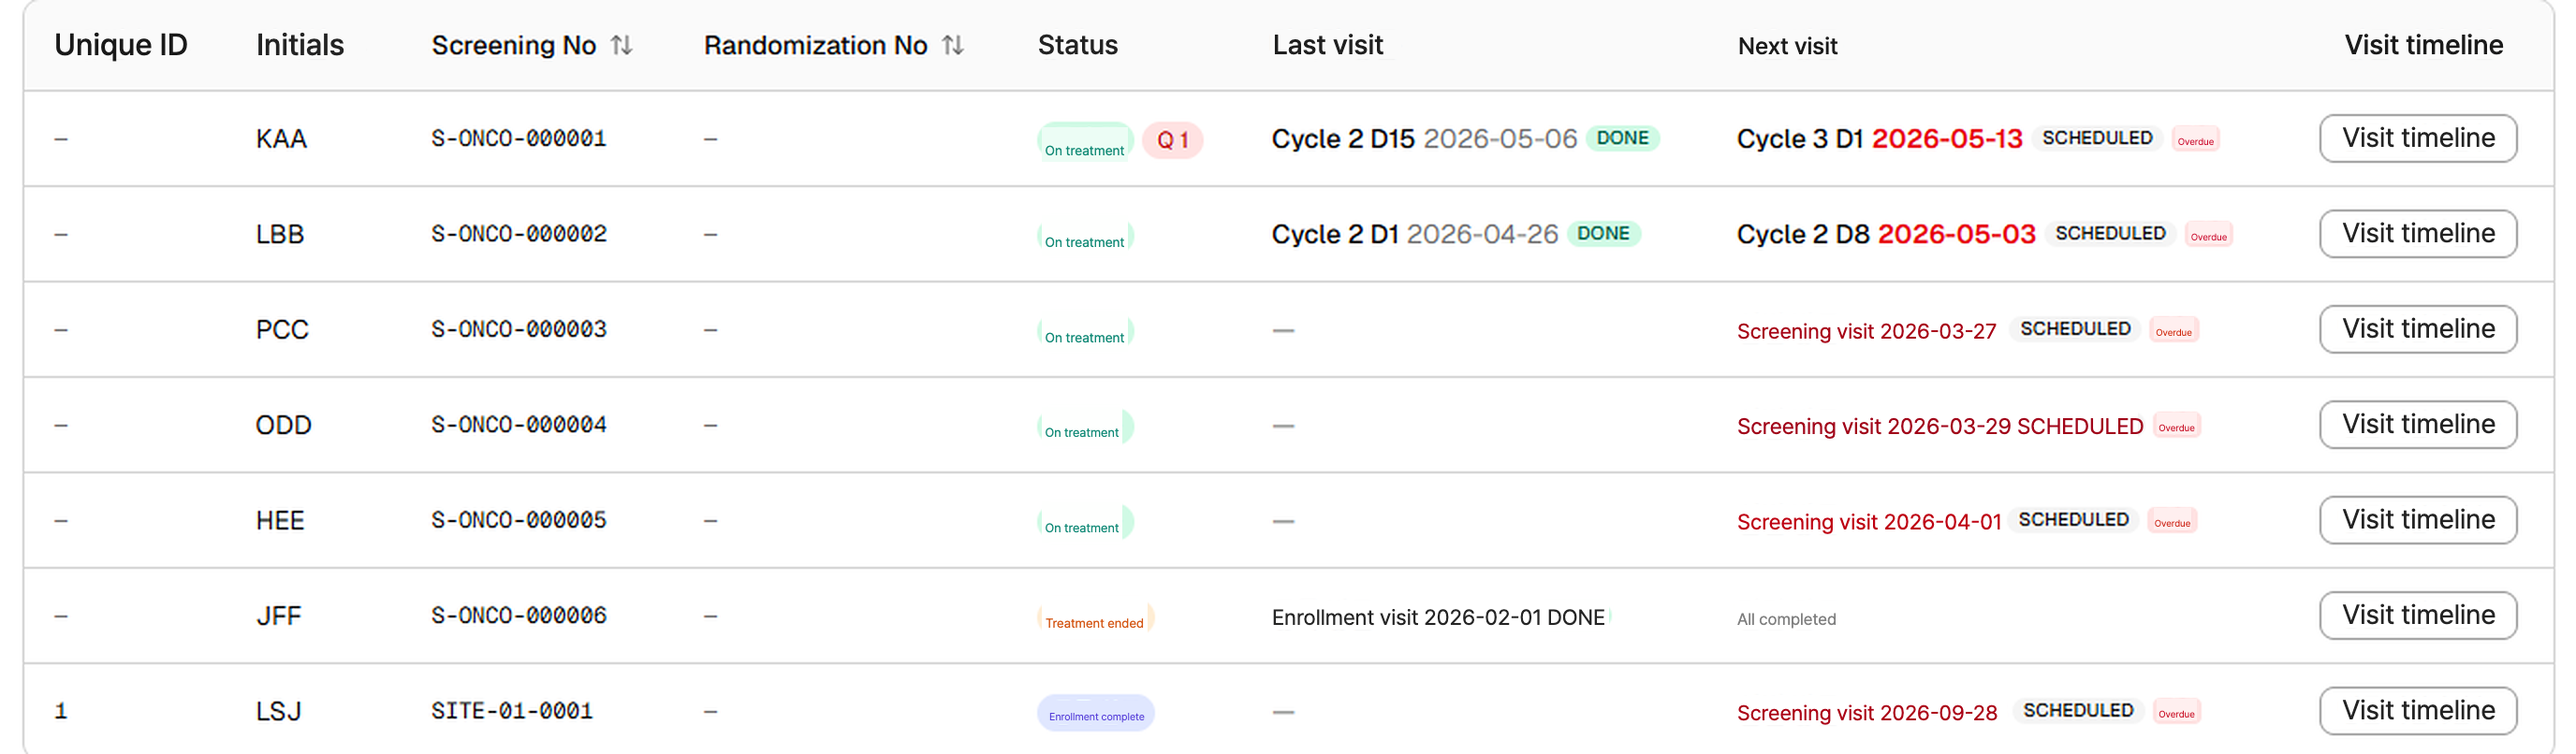 Unique ID Initials Screening No Randomization No Status Last visit Next visit Visit timeline
– KAA S-ONCO-000001 – On treatment Q 1 Cycle 2 D15 2026-05-06 DONE Cycle 3 D1 2026-05-13 SCHEDULED Overdue Visit timeline
– LBB S-ONCO-000002 – On treatment Cycle 2 D1 2026-04-26 DONE Cycle 2 D8 2026-05-03 SCHEDULED Overdue Visit timeline
– PCC S-ONCO-000003 – On treatment — Screening visit 2026-03-27 SCHEDULED Overdue Visit timeline
– ODD S-ONCO-000004 – On treatment — Screening visit 2026-03-29 SCHEDULED Overdue Visit timeline
– HEE S-ONCO-000005 – On treatment — Screening visit 2026-04-01 SCHEDULED Overdue Visit timeline
– JFF S-ONCO-000006 – Treatment ended Enrollment visit 2026-02-01 DONE All completed Visit timeline
1 LSJ SITE-01-0001 – Enrollment complete — Screening visit 2026-09-28 SCHEDULED Overdue Visit timeline